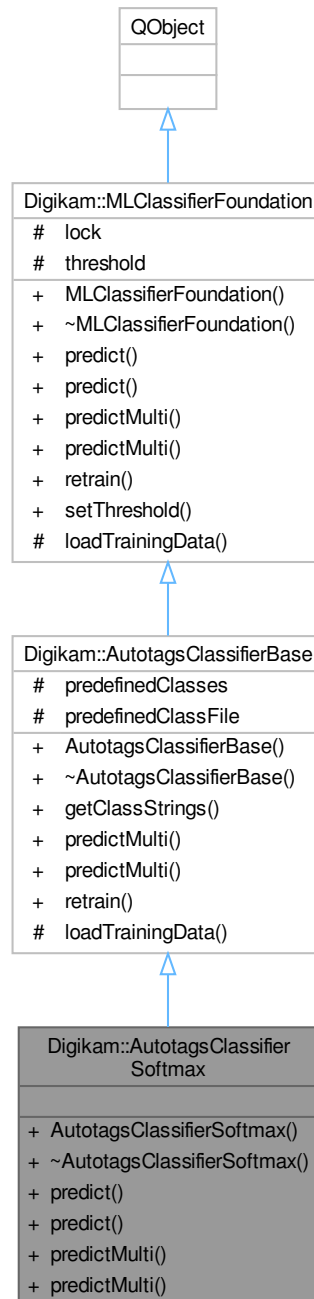 QObject
Digikam::MLClassifierFoundation
# lock
# threshold
+ MLClassifierFoundation()
+ ~MLClassifierFoundation()
+ predict()
+ predict()
+ predictMulti()
+ predictMulti()
+ retrain()
+ setThreshold()
# loadTrainingData()
Digikam::AutotagsClassifierBase
# predefinedClasses
# predefinedClassFile
+ AutotagsClassifierBase()
+ ~AutotagsClassifierBase()
+ getClassStrings()
+ predictMulti()
+ predictMulti()
+ retrain()
# loadTrainingData()
Digikam::AutotagsClassifier
Softmax
+ AutotagsClassifierSoftmax()
+ ~AutotagsClassifierSoftmax()
+ predict()
+ predict()
+ predictMulti()
+ predictMulti()